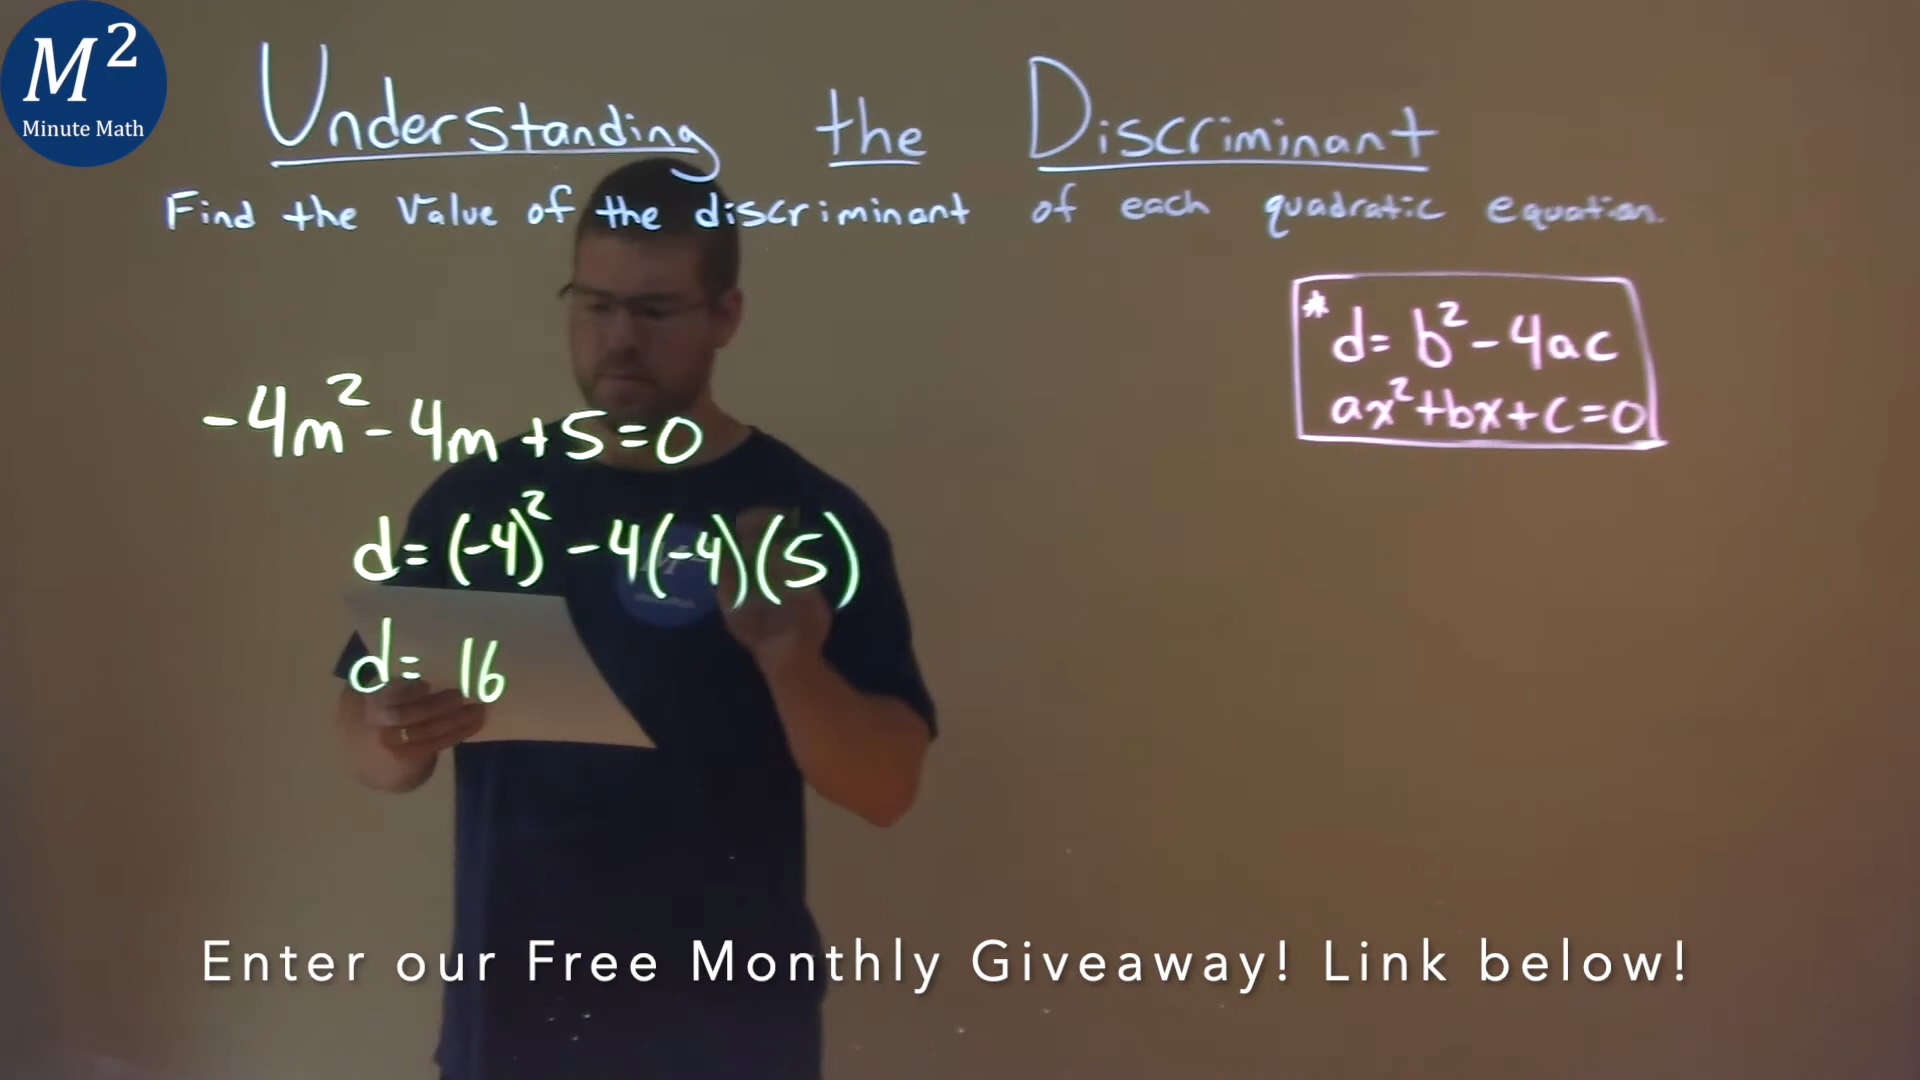 M²
Minute Math
Understanding the Discriminant
Find the Value of the discriminant of each quadratic equation.
* d = b² - 4ac
ax² + bx + c = 0
-4m² - 4m + 5 = 0
d = (-4)² - 4(-4)(5)
d = 16
Enter our Free Monthly Giveaway! Link below!